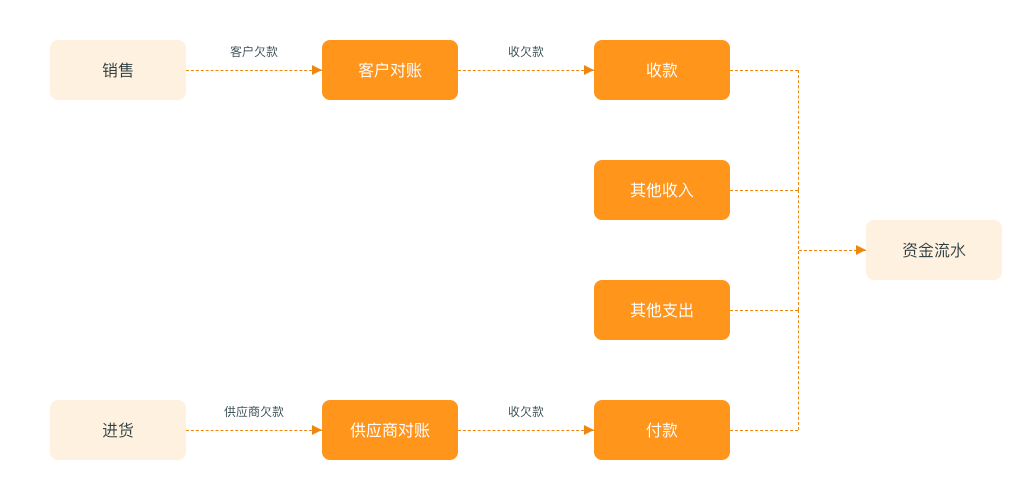 客户欠款
收欠款
销售
客户对账
收款
其他收入
资金流水
其他支出
供应商欠款
收欠款
进货
供应商对账
付款